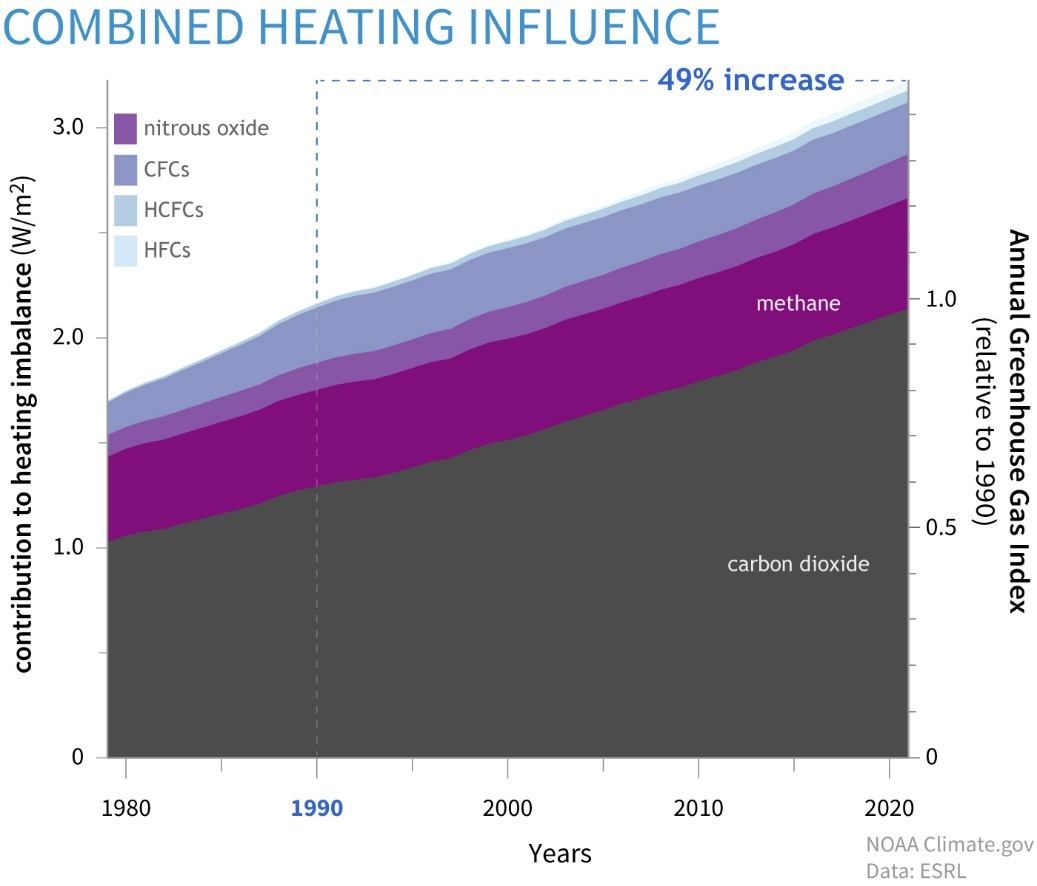 COMBINED HEATING INFLUENCE
49% increase
3.0
2.0
1.0
0
contribution to heating imbalance (W/m²)
nitrous oxide
CFCs
HCFCs
HFCs
methane
carbon dioxide
1.0
0.5
0
Annual Greenhouse Gas Index
(relative to 1990)
1980
1990
2000
2010
2020
Years
NOAA Climate.gov
Data: ESRL